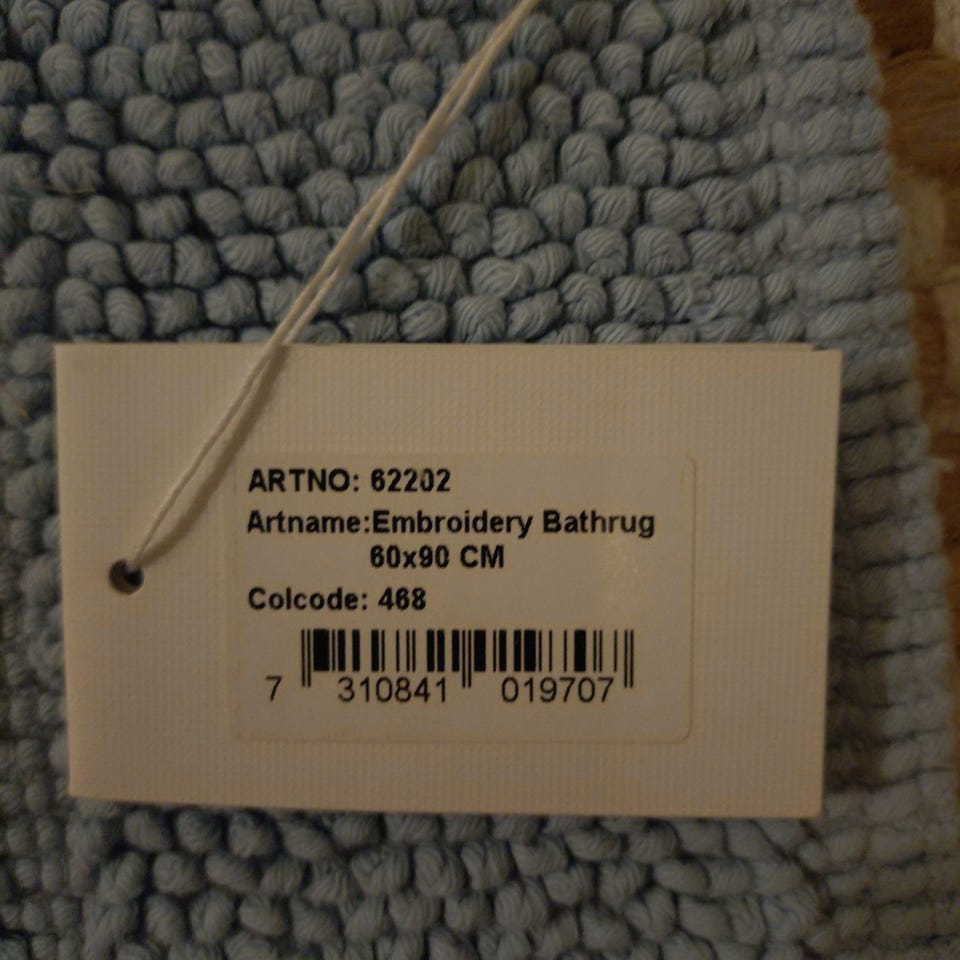 ARTNO: 62202
Artname:Embroidery Bathrug
60x90 CM
Colcode: 468
7 310841 019707